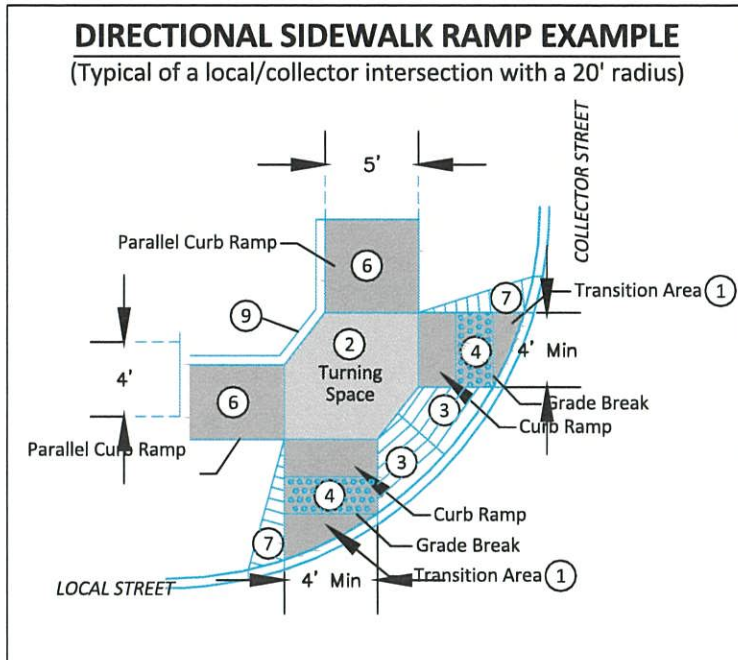 DIRECTIONAL SIDEWALK RAMP EXAMPLE
(Typical of a local/collector intersection with a 20' radius)
COLLECTOR STREET
5'
Parallel Curb Ramp
6
7
Transition Area 1
9
2
Turning
Space
4
4' Min
4'
6
3
Grade Break
Curb Ramp
Parallel Curb Ramp
3
4
Curb Ramp
7
Grade Break
LOCAL STREET
4' Min
Transition Area 1